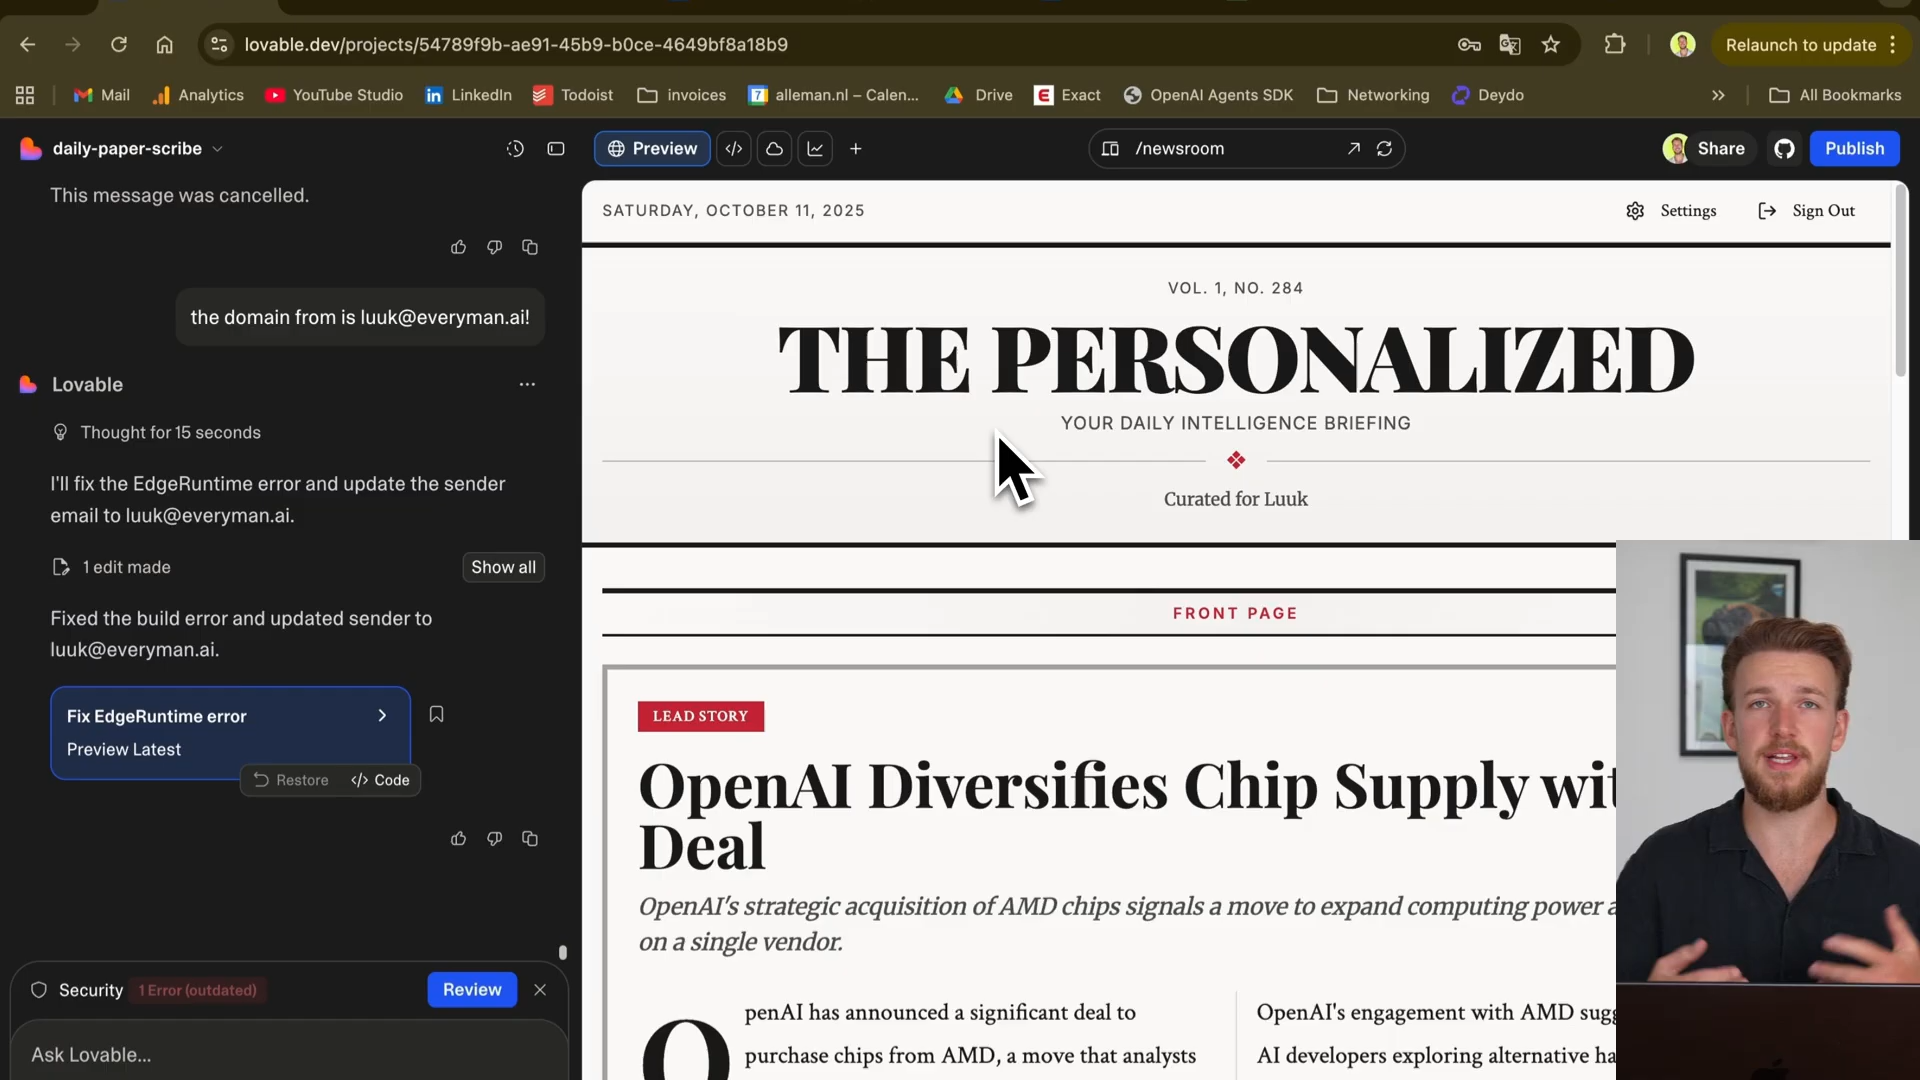 lovable.dev/projects/54789f9b-ae91-45b9-b0ce-4649bf8a18b9
Relaunch to update
Mail
Analytics
YouTube Studio
LinkedIn
Todoist
invoices
7
alleman.nl – Calen...
Drive
Exact
OpenAI Agents SDK
Networking
Deydo
All Bookmarks
daily-paper-scribe
Preview
/newsroom
Share
Publish
This message was cancelled.
the domain from is luuk@everyman.ai!
Lovable
Thought for 15 seconds
I'll fix the EdgeRuntime error and update the sender
email to luuk@everyman.ai.
1 edit made
Show all
Fixed the build error and updated sender to
luuk@everyman.ai.
Fix EdgeRuntime error
Preview Latest
Restore
Code
Security
1 Error (outdated)
Review
Ask Lovable...
SATURDAY, OCTOBER 11, 2025
Settings
Sign Out
VOL. 1, NO. 284
THE PERSONALIZED
YOUR DAILY INTELLIGENCE BRIEFING
Curated for Luuk
FRONT PAGE
LEAD STORY
OpenAI Diversifies Chip Supply wit
Deal
OpenAI's strategic acquisition of AMD chips signals a move to expand computing power a
on a single vendor.
OpenAI has announced a significant deal to
purchase chips from AMD, a move that analysts
OpenAI's engagement with AMD sugg
AI developers exploring alternative ha